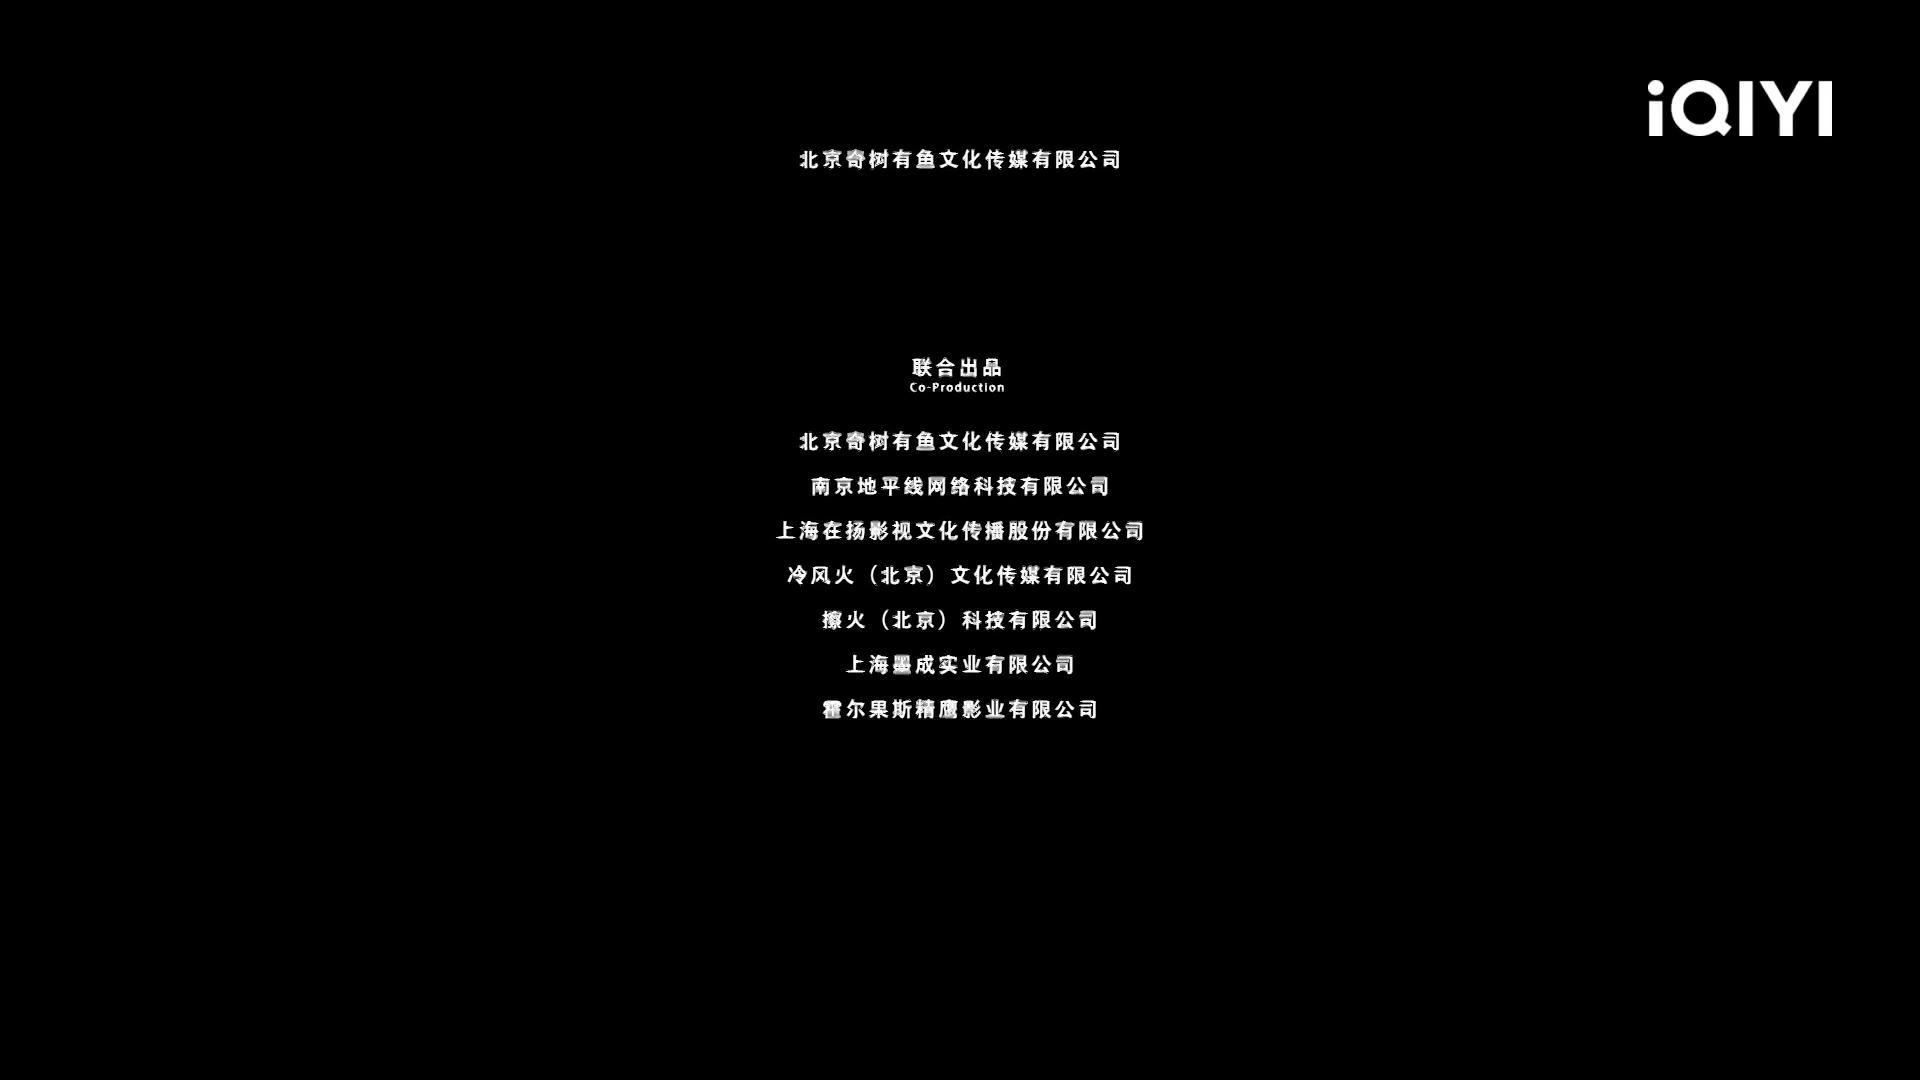 iQIYI
北京奇树有鱼文化传媒有限公司
联合出品
Co-Production
北京奇树有鱼文化传媒有限公司
南京地平线网络科技有限公司
上海在扬影视文化传播股份有限公司
冷风火（北京）文化传媒有限公司
擦火（北京）科技有限公司
上海墨成实业有限公司
霍尔果斯精鹰影业有限公司